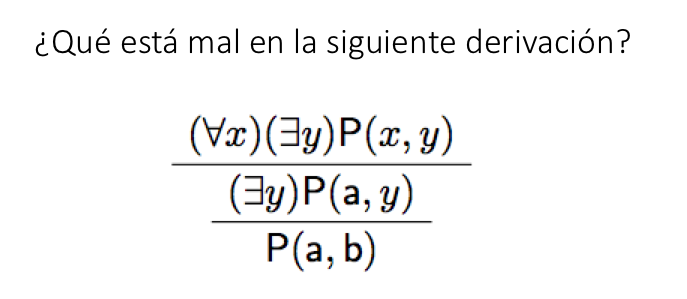 ¿Qué está mal en la siguiente derivación?
(∀x)(∃y)P(x, y)
(∃y)P(a, y)
P(a, b)